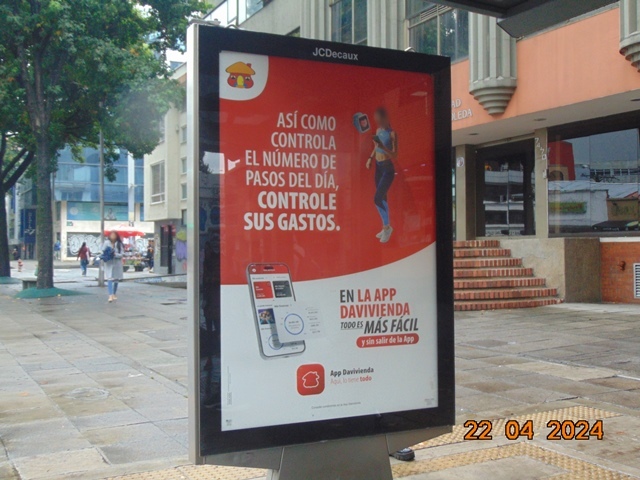 JCDecaux
ASÍ COMO
CONTROLA
EL NÚMERO DE
PASOS DEL DÍA,
CONTROLE
SUS GASTOS.
EN LA APP
DAVIVIENDA
TODO ES MÁS FÁCIL
y sin salir de la App
App Davivienda
Aquí, lo tiene todo
22 04 2024